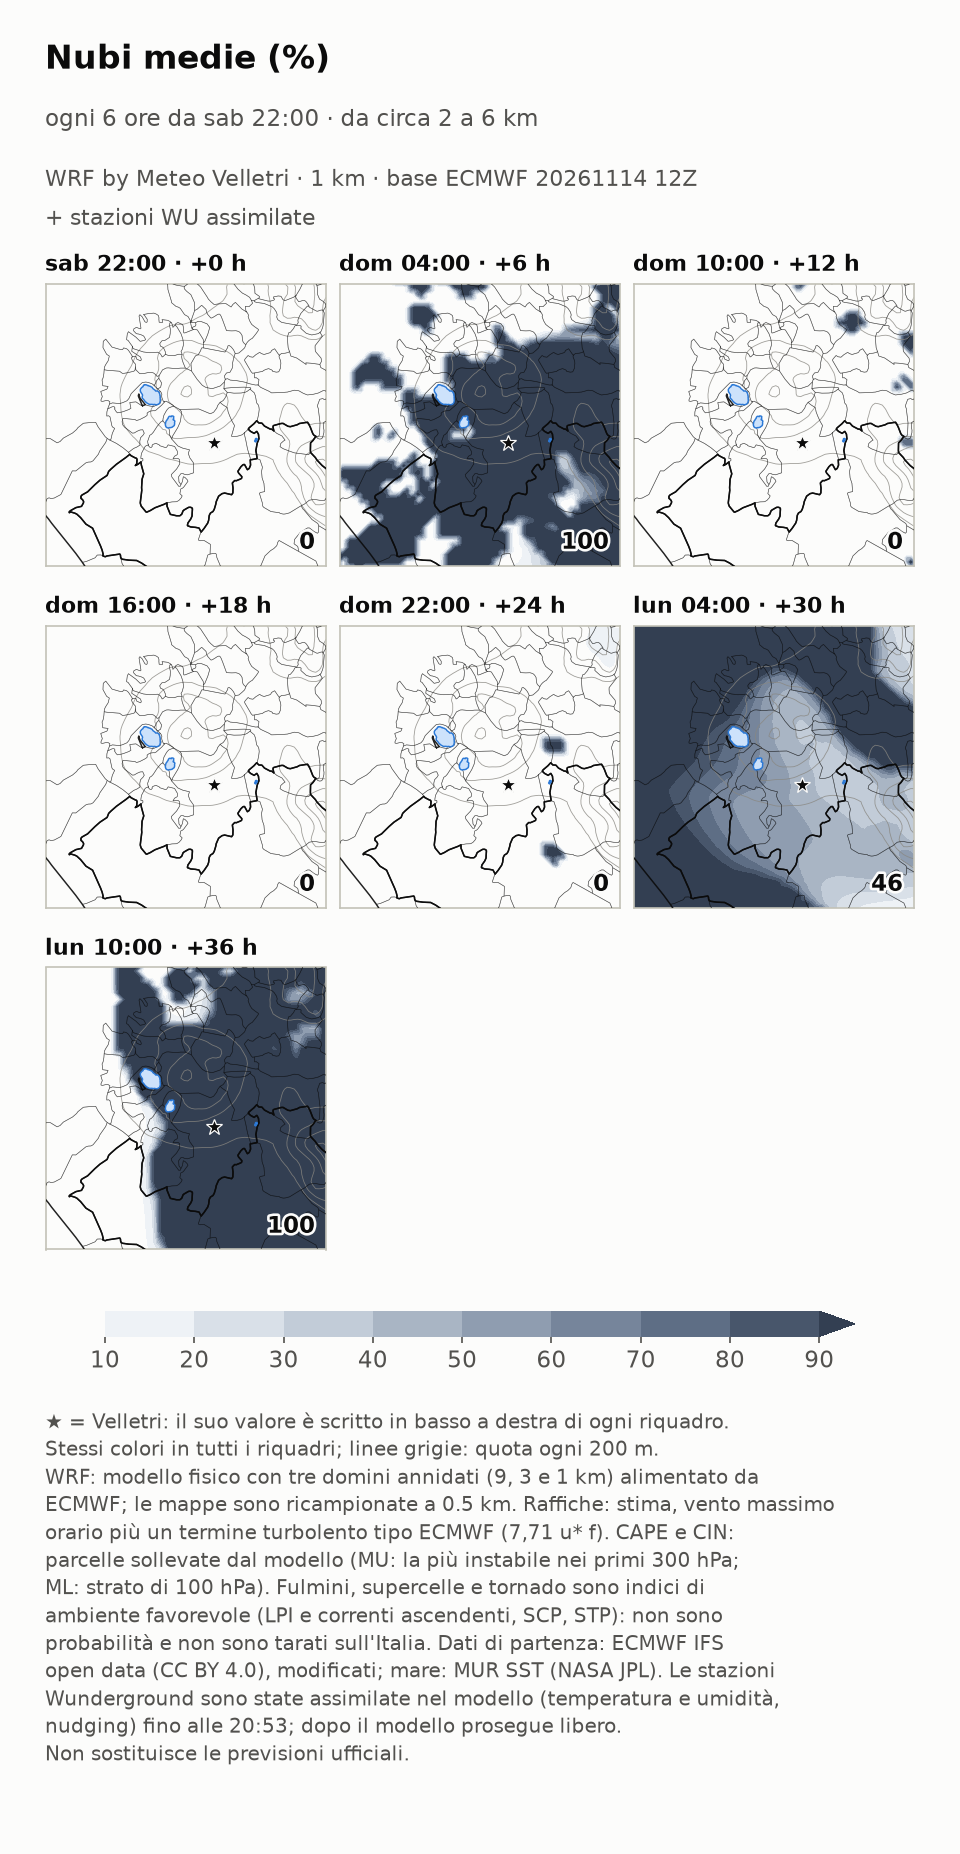 Nubi medie (%)
ogni 6 ore da sab 22:00 · da circa 2 a 6 km
WRF by Meteo Velletri · 1 km · base ECMWF 20261114 12Z
+ stazioni WU assimilate
sab 22:00 · +0 h
dom 04:00 · +6 h
dom 10:00 · +12 h
0
100
0
dom 16:00 · +18 h
dom 22:00 · +24 h
lun 04:00 · +30 h
0
0
46
lun 10:00 · +36 h
100
10 20 30 40 50 60 70 80 90
★ = Velletri: il suo valore è scritto in basso a destra di ogni riquadro.
Stessi colori in tutti i riquadri; linee grigie: quota ogni 200 m.
WRF: modello fisico con tre domini annidati (9, 3 e 1 km) alimentato da
ECMWF; le mappe sono ricampionate a 0.5 km. Raffiche: stima, vento massimo
orario più un termine turbolento tipo ECMWF (7,71 u* f). CAPE e CIN:
parcelle sollevate dal modello (MU: la più instabile nei primi 300 hPa;
ML: strato di 100 hPa). Fulmini, supercelle e tornado sono indici di
ambiente favorevole (LPI e correnti ascendenti, SCP, STP): non sono
probabilità e non sono tarati sull'Italia. Dati di partenza: ECMWF IFS
open data (CC BY 4.0), modificati; mare: MUR SST (NASA JPL). Le stazioni
Wunderground sono state assimilate nel modello (temperatura e umidità,
nudging) fino alle 20:53; dopo il modello prosegue libero.
Non sostituisce le previsioni ufficiali.